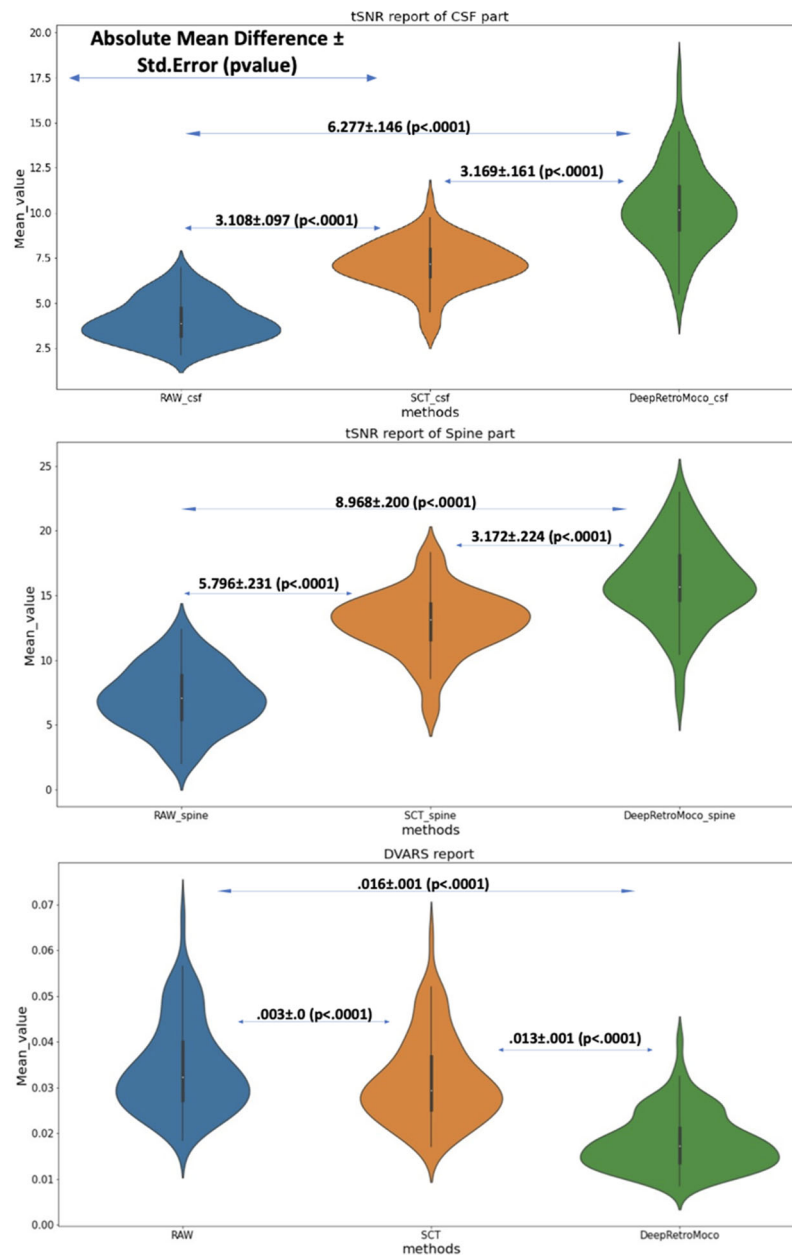 tSNR report of CSF part
Absolute Mean Difference ±
Std.Error (pvalue)
20.0
17.5
15.0
12.5
10.0
7.5
5.0
2.5
Mean_value
6.277±.146 (p<.0001)
3.169±.161 (p<.0001)
3.108±.097 (p<.0001)
RAW_csf
SCT_csf
DeepRetroMoco_csf
methods
tSNR report of Spine part
25
20
15
10
5
0
Mean_value
8.968±.200 (p<.0001)
3.172±.224 (p<.0001)
5.796±.231 (p<.0001)
RAW_spine
SCT_spine
DeepRetroMoco_spine
methods
DVARS report
0.07
0.06
0.05
0.04
0.03
0.02
0.01
0.00
Mean_value
.016±.001 (p<.0001)
.003±.0 (p<.0001)
.013±.001 (p<.0001)
RAW
SCT
DeepRetroMoco
methods